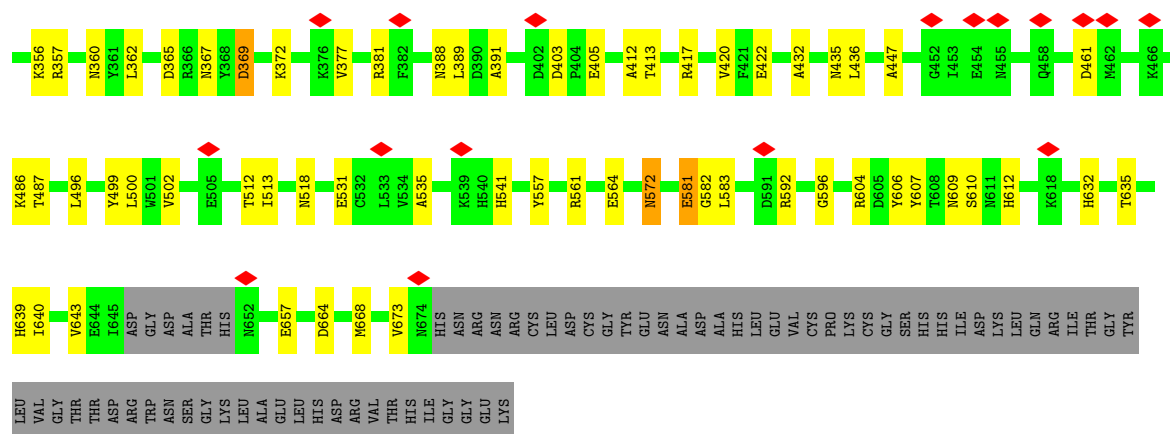 K356 R357 N360 Y361 L362 D365 R366 N367 Y368 D369 K372 K376 V377 R381 F382 N388 L389 D390 A391 D402 D403 P404 E405 A412 T413 R417 V420 F421 E422 A432 N435 L436 A447 G452 I453 E454 N455 Q458 D461 M462 K466
K486 T487 L496 Y499 L500 W501 V502 E505 T512 I513 N518 E531 C532 L533 V534 A535 K539 H540 H541 Y557 R561 E564 N572 E581 G582 L583 D591 R592 G596 R604 D605 Y606 Y607 T608 N609 S610 N611 H612 K618 H632 T635
H639 I640 V643 E644 I645 ASP GLY ASP ALA THR HIS N652 E657 D664 M668 V673 N674 HIS ASN ARG ASN ARG CYS LEU ASP CYS GLY TYR GLU ASN ALA ASP ALA HIS LEU GLU VAL CYS PRO LYS CYS GLY SER HIS HIS ILE ASP LYS LEU GLN ARG ILE THR GLY TYR
LEU VAL GLY THR THR ASP ARG TRP ASN SER GLY LYS LEU ALA GLU LEU HIS ASP ARG VAL THR HIS ILE GLY GLY GLU LYS